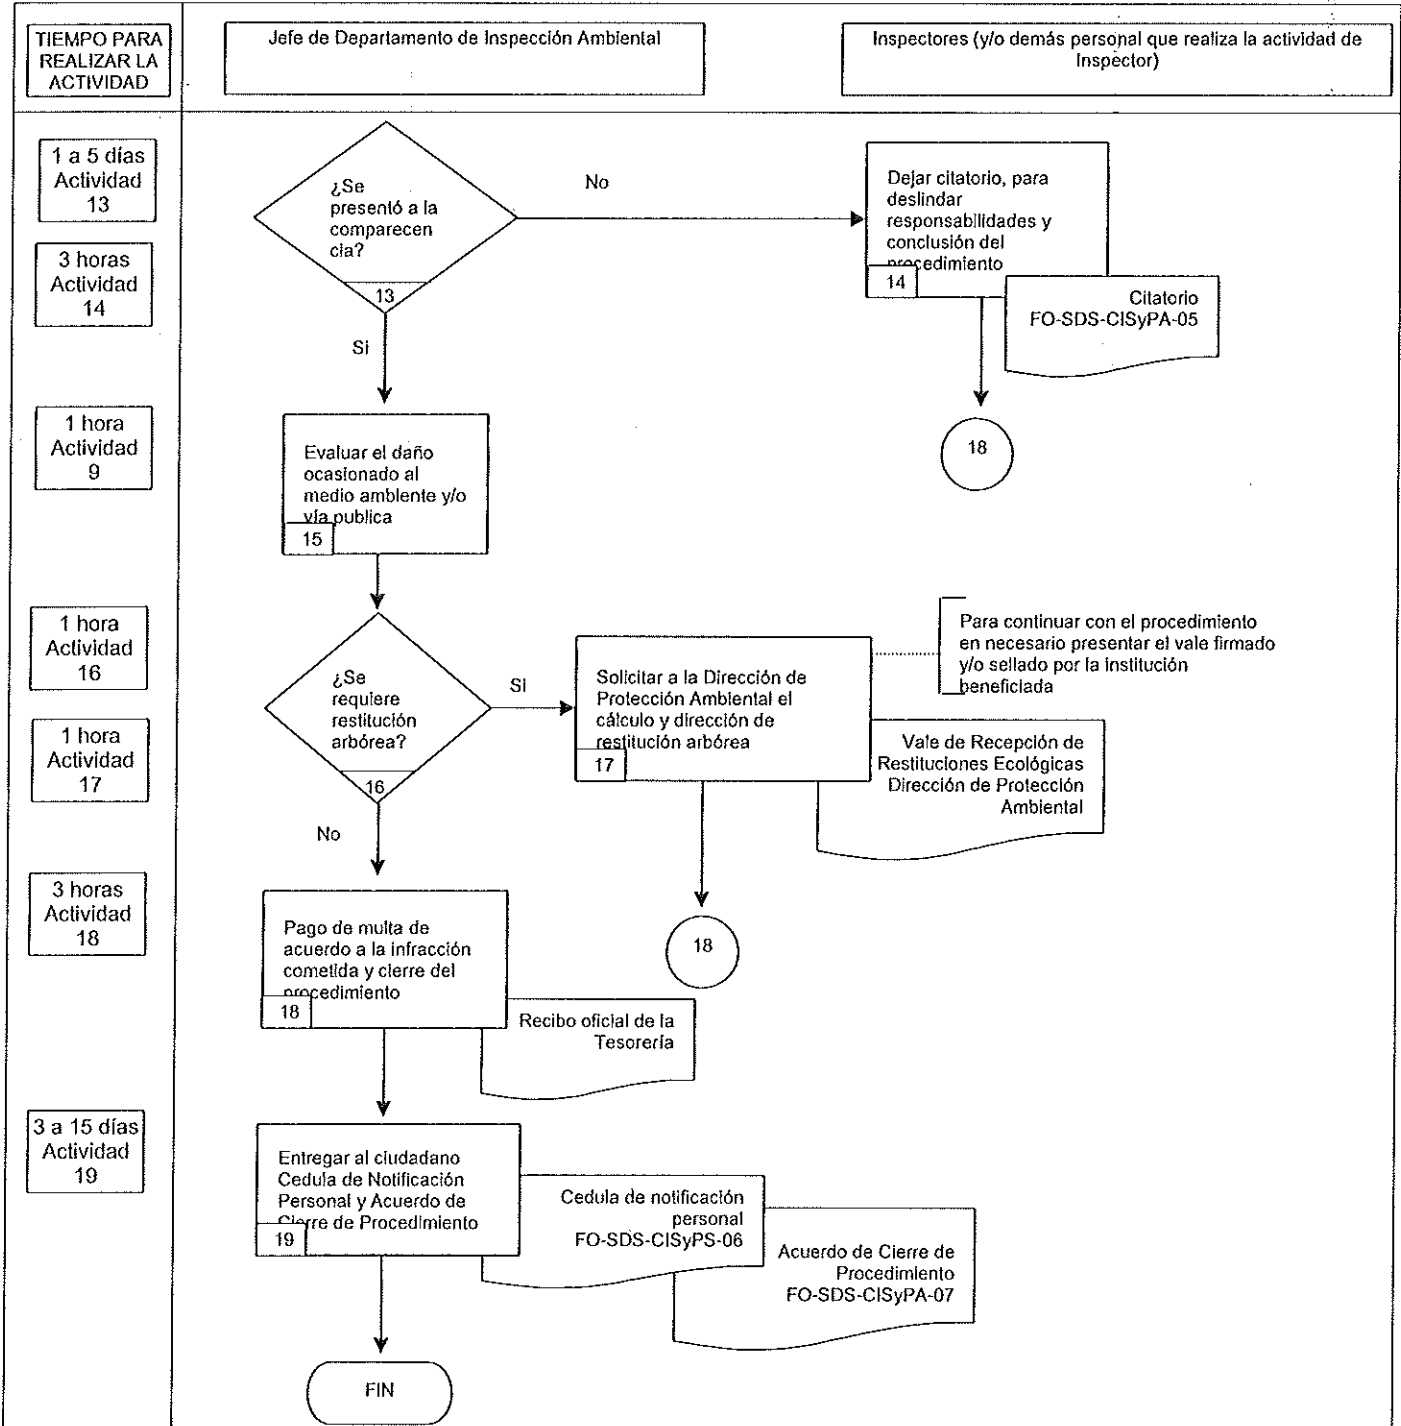 TIEMPO PARA
REALIZAR LA
ACTIVIDAD
Jefe de Departamento de Inspección Ambiental
Inspectores (y/o demás personal que realiza la actividad de
Inspector)
1 a 5 días
Actividad
13
¿Se
presentó a la
comparecen
cia?
13
No
Dejar citatorio, para
deslindar
responsabilidades y
conclusión del
procedimiento
14
Citatorio
FO-SDS-CISyPA-05
3 horas
Actividad
14
Si
18
1 hora
Actividad
9
Evaluar el daño
ocasionado al
medio ambiente y/o
vía publica
15
1 hora
Actividad
16
¿Se
requiere
restitución
arbórea?
16
SI
Solicitar a la Dirección de
Protección Ambiental el
cálculo y dirección de
restitución arbórea
17
Para continuar con el procedimiento
en necesario presentar el vale firmado
y/o sellado por la institución
beneficiada
Vale de Recepción de
Restituciones Ecológicas
Dirección de Protección
Ambiental
1 hora
Actividad
17
No
18
3 horas
Actividad
18
Pago de multa de
acuerdo a la infracción
cometida y cierre del
procedimiento
18
Recibo oficial de la
Tesorería
3 a 15 días
Actividad
19
Entregar al ciudadano
Cedula de Notificación
Personal y Acuerdo de
Cierre de Procedimiento
19
Cedula de notificación
personal
FO-SDS-CISyPS-06
Acuerdo de Cierre de
Procedimiento
FO-SDS-CISyPA-07
FIN